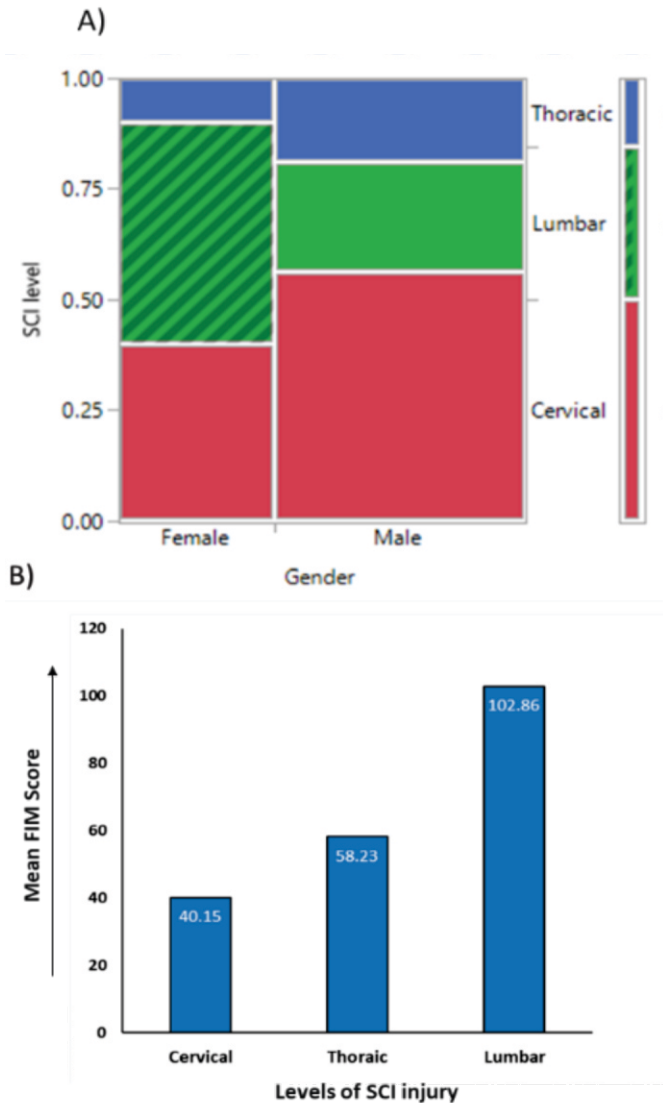 A)
1.00
0.75
0.50
0.25
0.00
SCI level
Thoracic
Lumbar
Cervical
Female Male
Gender
B)
120
100
80
60
40
20
0
Mean FIM Score
40.15
58.23
102.86
Cervical Thoraic Lumbar
Levels of SCI injury